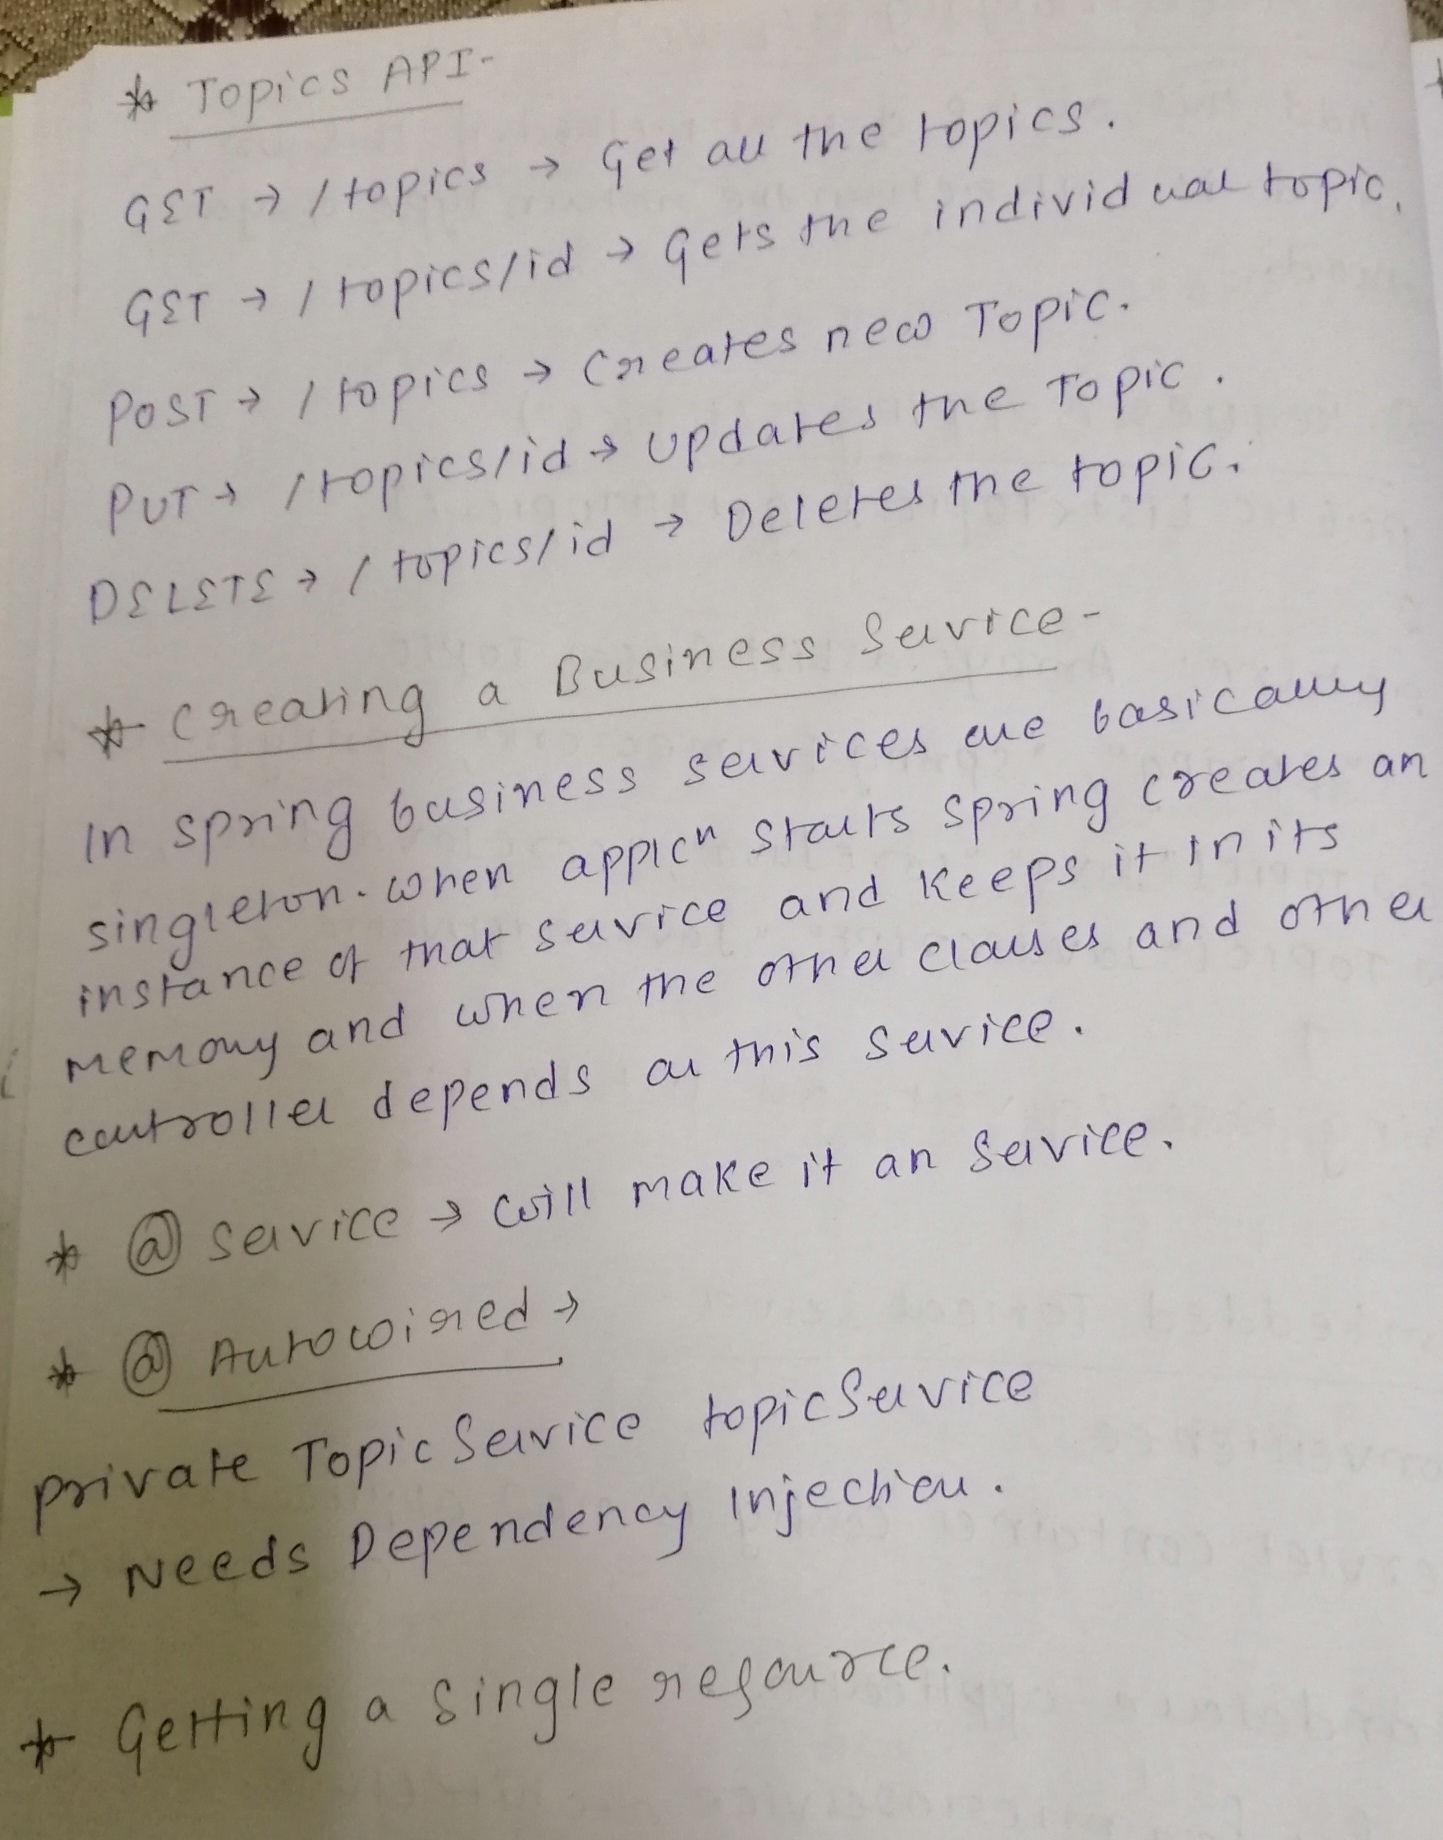 * Topics API-
GET → /topics → Get all the topics.
GET → /topics/id → Gets the individual topic.
POST → /topics → Creates new Topic.
PUT → /topics/id → Updates the Topic.
DELETE → /topics/id → Deletes the topic.
* Creating a Business Service-
In spring business services are basically
singleton. when applcn starts spring creates an
instance of that service and keeps it in its
memory and when the other classes and other
controller depends on this service.
* @ Service → will make it an Service.
* @ Autowired →
private TopicService topicService
→ Needs Dependency Injection.
* Getting a Single resource.